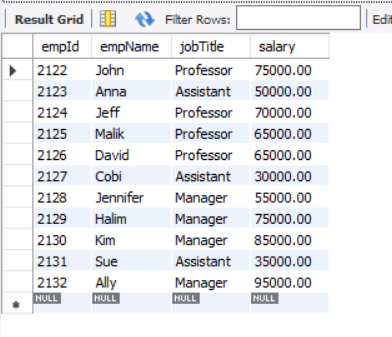 Result Grid Filter Rows: Edi
empId empName jobTitle salary
2122 John Professor 75000.00
2123 Anna Assistant 50000.00
2124 Jeff Professor 70000.00
2125 Malik Professor 65000.00
2126 David Professor 65000.00
2127 Cobi Assistant 30000.00
2128 Jennifer Manager 55000.00
2129 Halim Manager 75000.00
2130 Kim Manager 85000.00
2131 Sue Assistant 35000.00
2132 Ally Manager 95000.00
NULL NULL NULL NULL